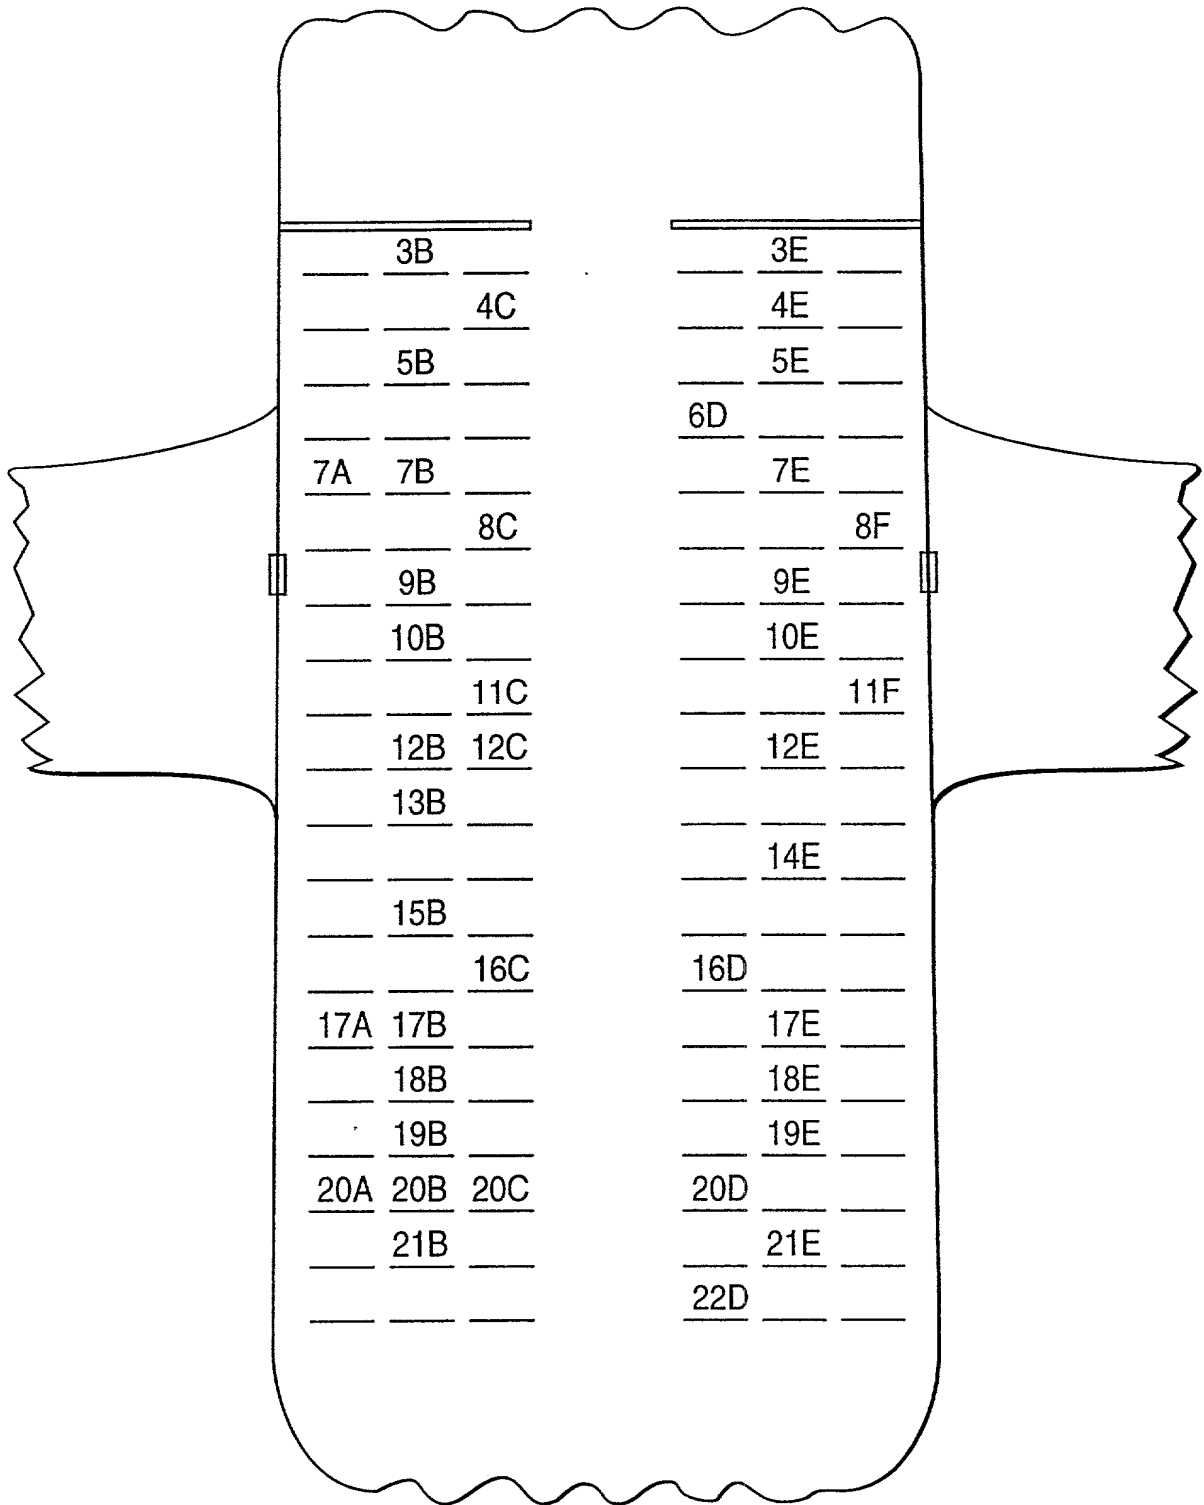 3B 3E
4C 4E
5B 5E
6D
7A 7B 7E
8C 8F
9B 9E
10B 10E
11C 11F
12B 12C 12E
13B
14E
15B
16C 16D
17A 17B 17E
18B 18E
19B 19E
20A 20B 20C 20D
21B 21E
22D